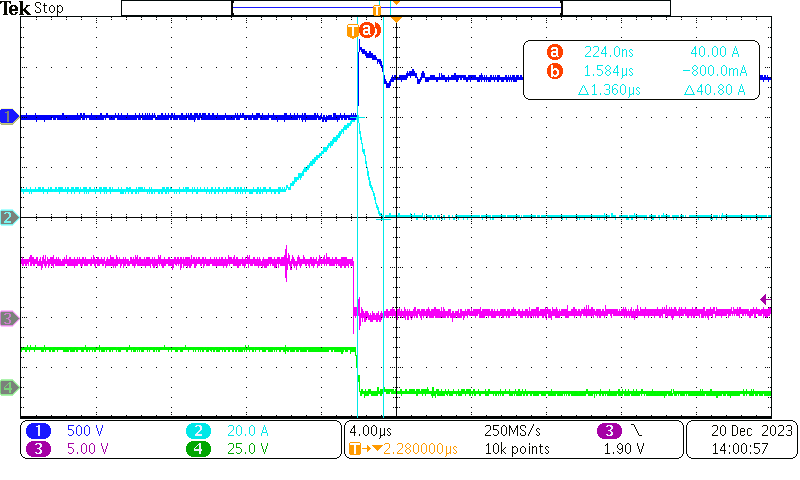 Tek Stop
T
T a b
a 224.0ns 40.00 A
b 1.584µs −800.0mA
△1.360µs △40.80 A
1
2
3
4
1 500 V 2 20.0 A 4.00µs 250MS/s 3 20 Dec 2023
3 5.00 V 4 25.0 V T→▼2.280000µs 10k points 1.90 V 14:00:57